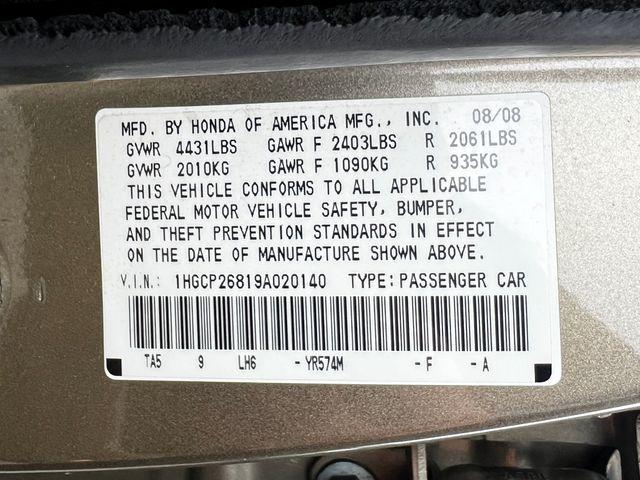 MFD. BY HONDA OF AMERICA MFG., INC. 08/08
GVWR 4431LBS GAWR F 2403LBS R 2061LBS
GVWR 2010KG GAWR F 1090KG R 935KG
THIS VEHICLE CONFORMS TO ALL APPLICABLE
FEDERAL MOTOR VEHICLE SAFETY, BUMPER,
AND THEFT PREVENTION STANDARDS IN EFFECT
ON THE DATE OF MANUFACTURE SHOWN ABOVE.
V.I.N.: 1HGCP26819A020140 TYPE: PASSENGER CAR
TA5 9 LH6 -YR574M -F -A